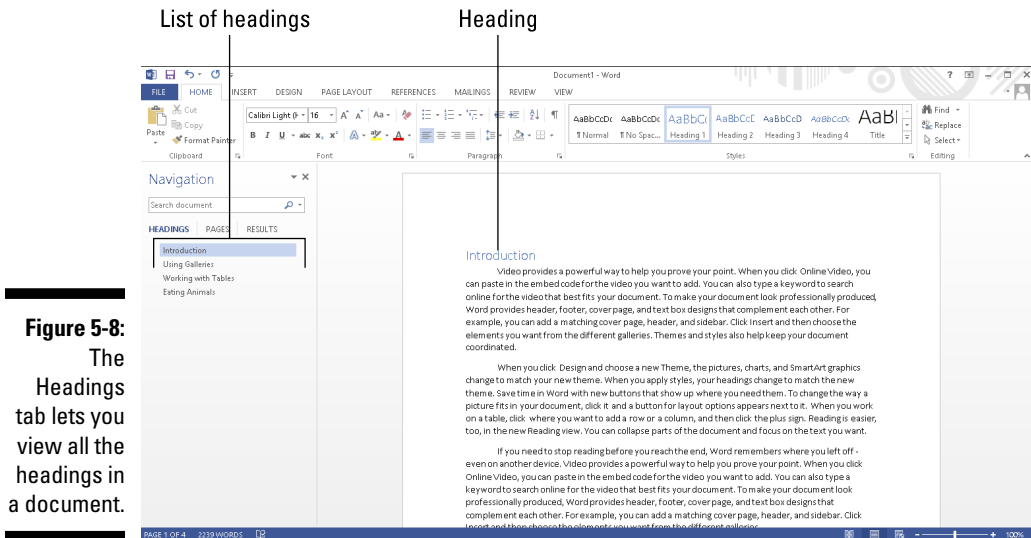 List of headings
Heading
Document1 - Word
FILE HOME INSERT DESIGN PAGE LAYOUT REFERENCES MAILINGS REVIEW VIEW
Cut
Copy
Format Painter
Paste
Clipboard
Calibri Light (H 16
Font
Paragraph
AaBbCcDc AaBbCcDc AaBbC AaBbCcE AaBbCcD AaBbCcDc AaBl
¶ Normal ¶ No Spac... Heading 1 Heading 2 Heading 3 Heading 4 Title
Styles
Find
Replace
Select
Editing
Navigation
Search document
HEADINGS PAGES RESULTS
Introduction
Using Galleries
Working with Tables
Eating Animals
Introduction
Video provides a powerful way to help you prove your point. When you click Online Video, you
can paste in the embed code for the video you want to add. You can also type a keyword to search
online for the video that best fits your document. To make your document look professionally produced,
Word provides header, footer, cover page, and text box designs that complement each other. For
example, you can add a matching cover page, header, and sidebar. Click Insert and then choose the
elements you want from the different galleries. Themes and styles also help keep your document
coordinated.
When you click Design and choose a new Theme, the pictures, charts, and SmartArt graphics
change to match your new theme. When you apply styles, your headings change to match the new
theme. Save time in Word with new buttons that show up where you need them. To change the way a
picture fits in your document, click it and a button for layout options appears next to it. When you work
on a table, click where you want to add a row or a column, and then click the plus sign. Reading is easier,
too, in the new Reading view. You can collapse parts of the document and focus on the text you want.
If you need to stop reading before you reach the end, Word remembers where you left off -
even on another device. Video provides a powerful way to help you prove your point. When you click
Online Video, you can paste in the embed code for the video you want to add. You can also type a
keyword to search online for the video that best fits your document. To make your document look
professionally produced, Word provides header, footer, cover page, and text box designs that
complement each other. For example, you can add a matching cover page, header, and sidebar. Click
Insert and then choose the elements you want from the different galleries.
PAGE 1 OF 4 2239 WORDS
100%
Figure 5-8:
The
Headings
tab lets you
view all the
headings in
a document.